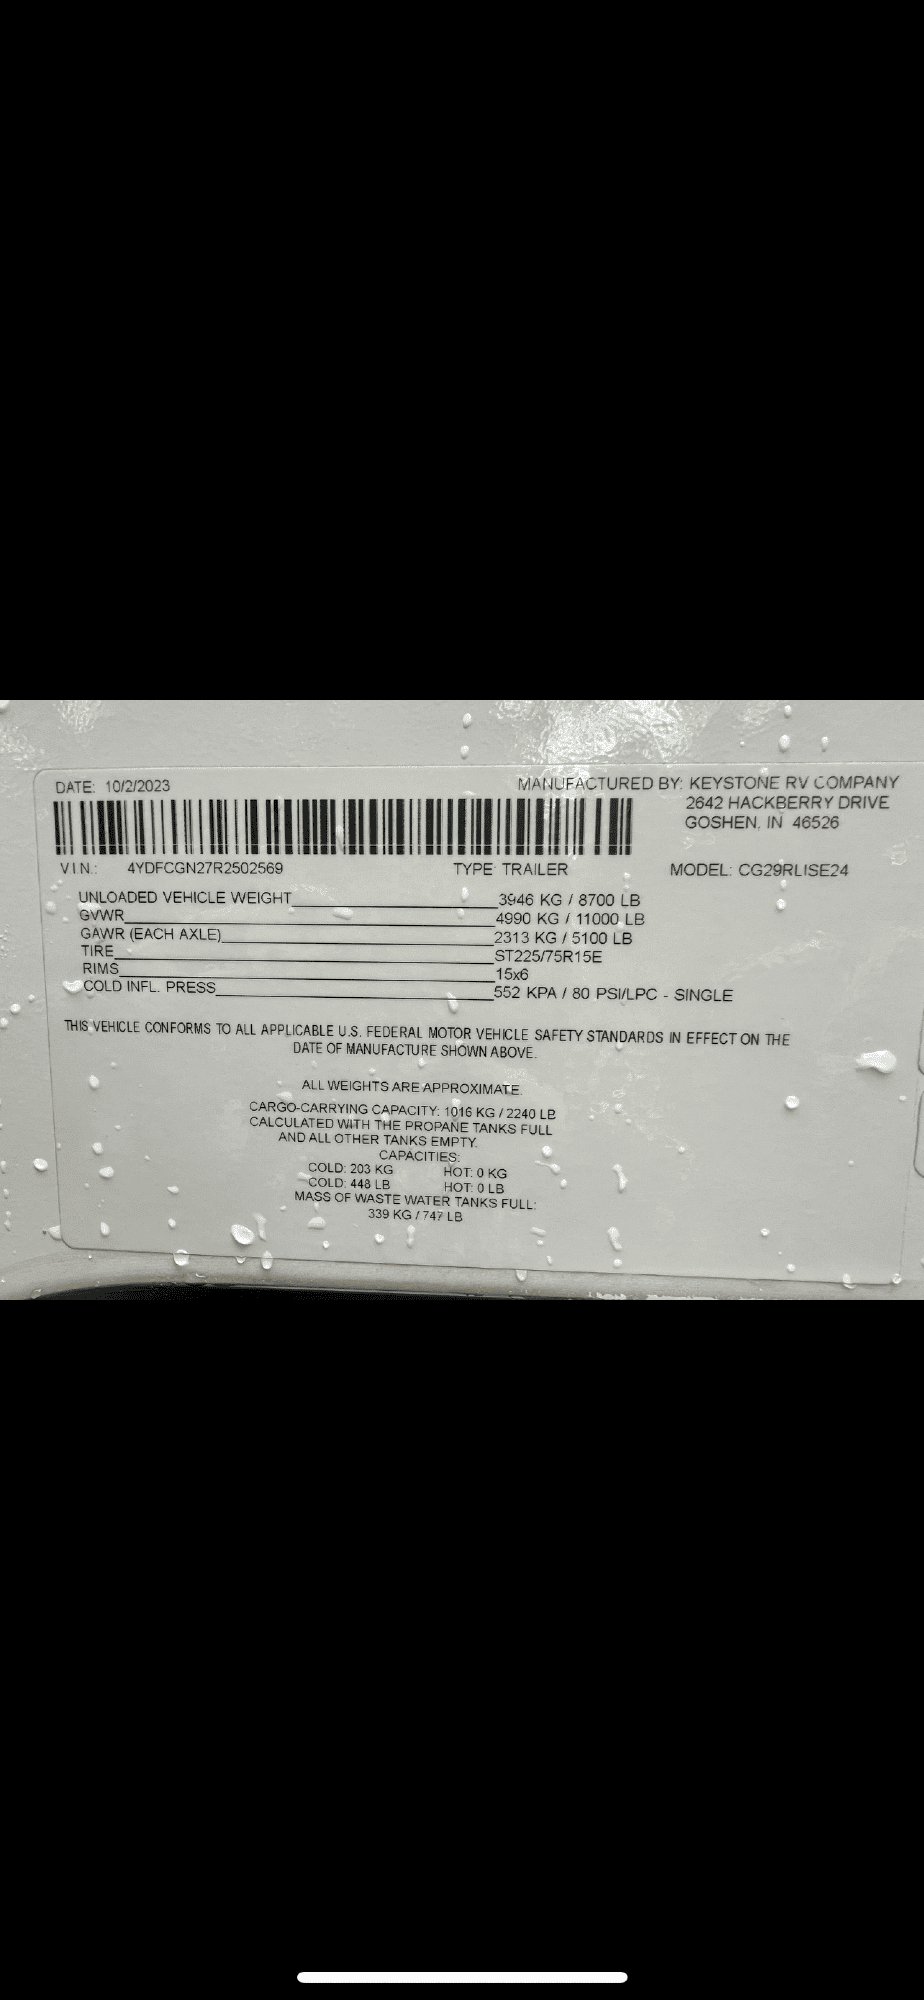 DATE: 10/2/2023
MANUFACTURED BY: KEYSTONE RV COMPANY
2642 HACKBERRY DRIVE
GOSHEN, IN 46526
V I N.: 4YDFCGN27R2502569 TYPE: TRAILER MODEL: CG29RLISE24
UNLOADED VEHICLE WEIGHT 3946 KG / 8700 LB
GVWR 4990 KG / 11000 LB
GAWR (EACH AXLE) 2313 KG / 5100 LB
TIRE ST225/75R15E
RIMS 15x6
COLD INFL. PRESS 552 KPA / 80 PSI/LPC - SINGLE
THIS VEHICLE CONFORMS TO ALL APPLICABLE U.S. FEDERAL MOTOR VEHICLE SAFETY STANDARDS IN EFFECT ON THE
DATE OF MANUFACTURE SHOWN ABOVE.
ALL WEIGHTS ARE APPROXIMATE.
CARGO-CARRYING CAPACITY: 1016 KG / 2240 LB
CALCULATED WITH THE PROPANE TANKS FULL
AND ALL OTHER TANKS EMPTY.
CAPACITIES:
COLD: 203 KG HOT: 0 KG
COLD: 448 LB HOT: 0 LB
MASS OF WASTE WATER TANKS FULL:
339 KG / 747 LB